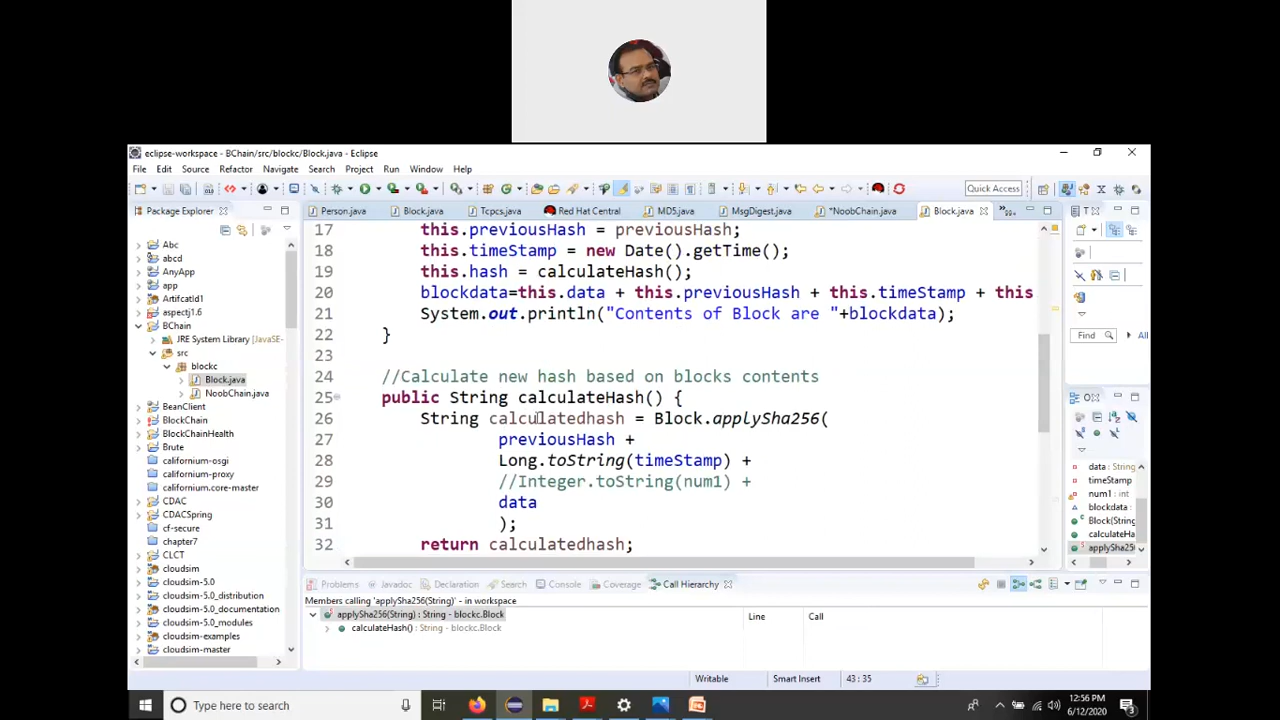 eclipse-workspace - BChain/src/blockc/Block.java - Eclipse
File Edit Source Refactor Navigate Search Project Run Window Help
Quick Access
Package Explorer
Person.java Block.java Tcpcs.java Red Hat Central MD5.java MsgDigest.java *NoobChain.java Block.java
Abc
abcd
AnyApp
app
ArtifcatId1
aspectj1.6
BChain
JRE System Library [JavaSE-
src
blockc
Block.java
NoobChain.java
BeanClient
BlockChain
BlockChainHealth
Brute
californium-osgi
californium-proxy
californium.core-master
CDAC
CDACSpring
cf-secure
chapter7
CLCT
cloudsim
cloudsim-5.0
cloudsim-5.0_distribution
cloudsim-5.0_documentation
cloudsim-5.0_modules
cloudsim-examples
cloudsim-master
17 this.previousHash = previousHash;
18 this.timeStamp = new Date().getTime();
19 this.hash = calculateHash();
20 blockdata=this.data + this.previousHash + this.timeStamp + this
21 System.out.println("Contents of Block are "+blockdata);
22 }
23
24 //Calculate new hash based on blocks contents
25 public String calculateHash() {
26 String calculatedhash = Block.applySha256(
27 previousHash +
28 Long.toString(timeStamp) +
29 //Integer.toString(num1) +
30 data
31 );
32 return calculatedhash;
T
Find
Al
O
data: String
timeStamp
num1: int
blockdata:
Block(String
calculateHa
applySha25
Problems Javadoc Declaration Search Console Coverage Call Hierarchy
Members calling 'applySha256(String)' - in workspace
applySha256(String) : String - blockc.Block
calculateHash() : String - blockc.Block
Line Call
Writable Smart Insert 43 : 35
Type here to search
12:56 PM
6/12/2020
3